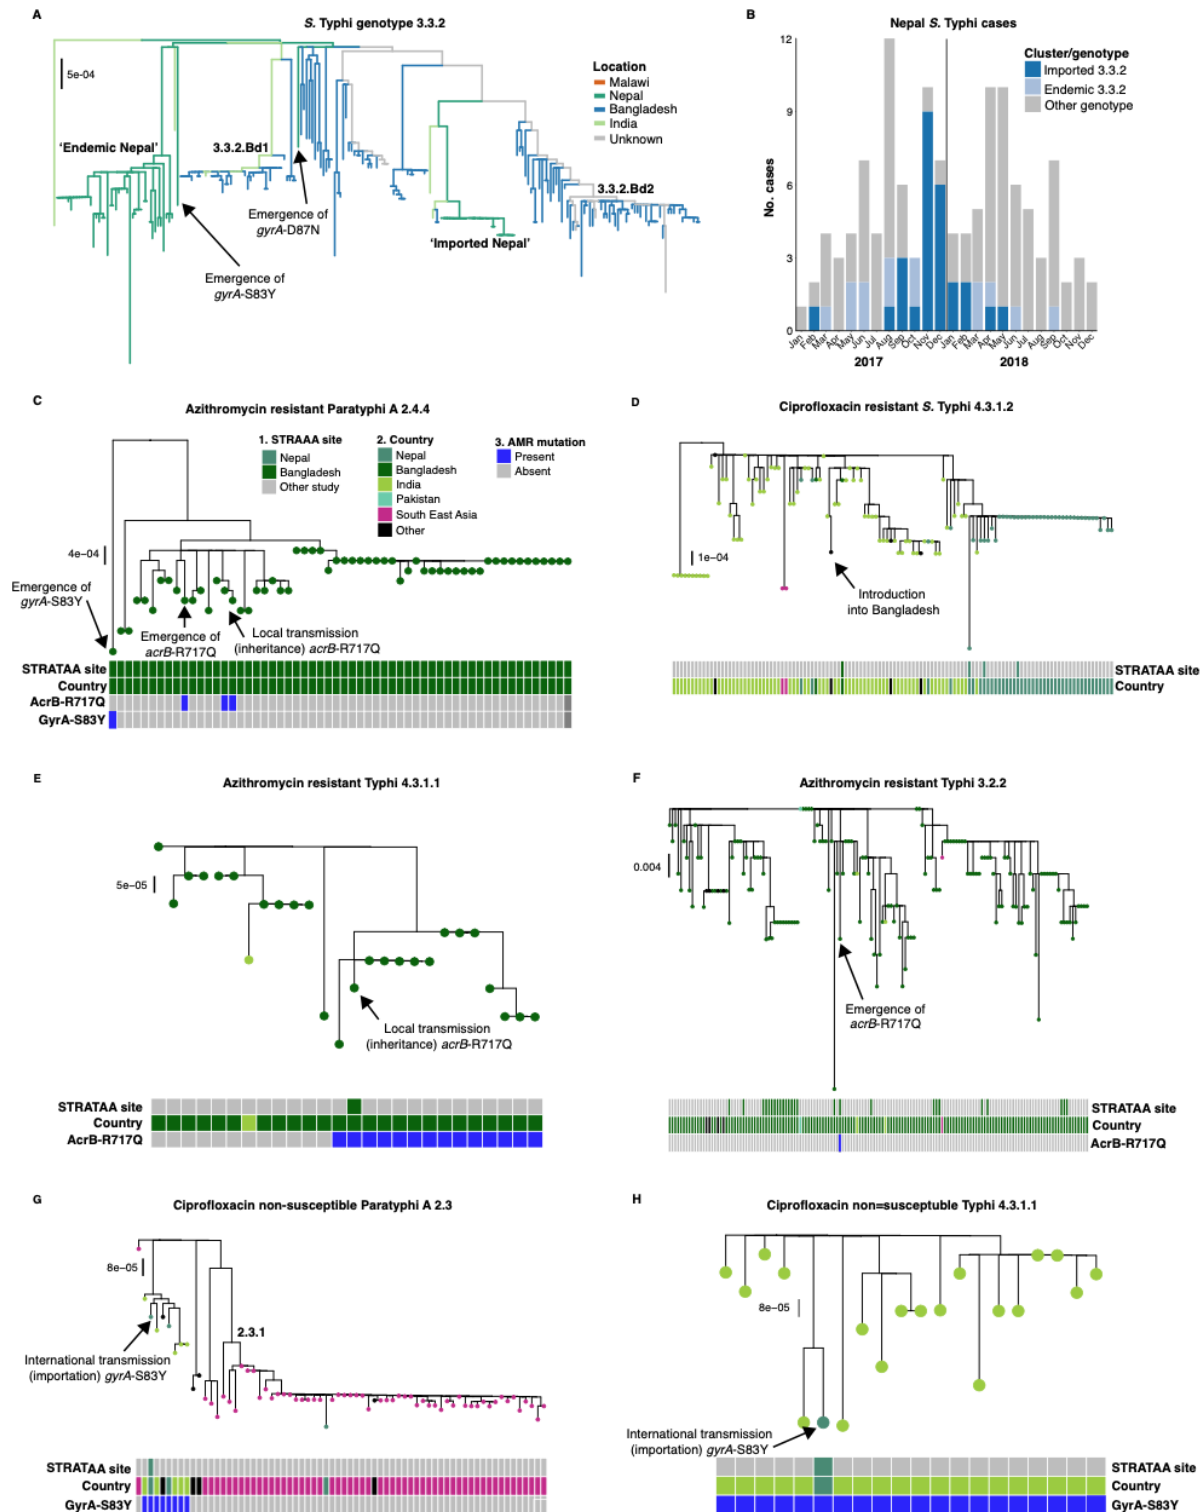 A
S. Typhi genotype 3.3.2
5e-04
Location
Malawi
Nepal
Bangladesh
India
Unknown
'Endemic Nepal'
3.3.2.Bd1
3.3.2.Bd2
Emergence of
gyrA-D87N
'Imported Nepal'
Emergence of
gyrA-S83Y
B
Nepal S. Typhi cases
12
9
6
3
0
No. cases
Cluster/genotype
Imported 3.3.2
Endemic 3.3.2
Other genotype
Jan Feb Mar Apr May Jun Jul Aug Sep Oct Nov Dec Jan Feb Mar Apr May Jun Jul Aug Sep Oct Nov Dec
2017 2018
C
Azithromycin resistant Paratyphi A 2.4.4
1. STRAAA site
Nepal
Bangladesh
Other study
2. Country
Nepal
Bangladesh
India
Pakistan
South East Asia
Other
3. AMR mutation
Present
Absent
4e-04
Emergence of
gyrA-S83Y
Emergence of
acrB-R717Q
Local transmission
(inheritance) acrB-R717Q
STRATAA site
Country
AcrB-R717Q
GyrA-S83Y
D
Ciprofloxacin resistant S. Typhi 4.3.1.2
1e-04
Introduction
into Bangladesh
STRATAA site
Country
E
Azithromycin resistant Typhi 4.3.1.1
5e-05
Local transmission
(inheritance) acrB-R717Q
STRATAA site
Country
AcrB-R717Q
F
Azithromycin resistant Typhi 3.2.2
0.004
Emergence of
acrB-R717Q
STRATAA site
Country
AcrB-R717Q
G
Ciprofloxacin non-susceptible Paratyphi A 2.3
8e-05
2.3.1
International transmission
(importation) gyrA-S83Y
STRATAA site
Country
GyrA-S83Y
H
Ciprofloxacin non=susceptuble Typhi 4.3.1.1
8e-05
International transmission
(importation) gyrA-S83Y
STRATAA site
Country
GyrA-S83Y